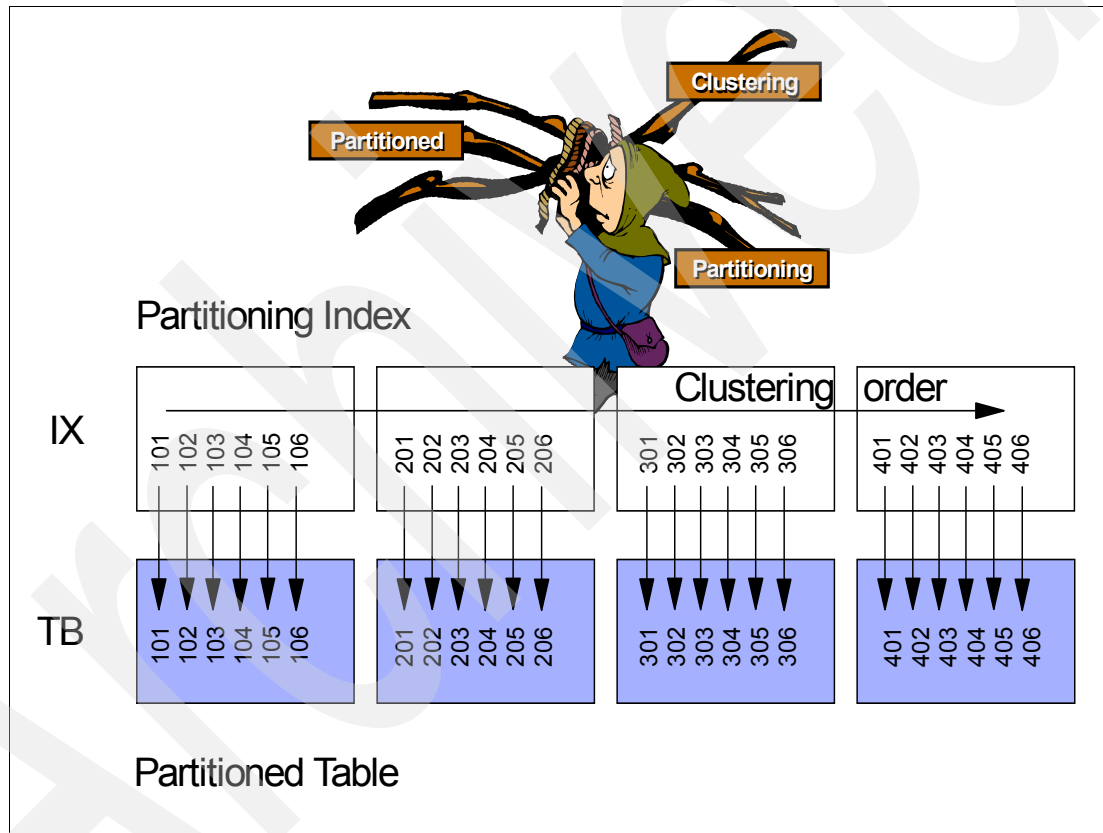 Clustering
Partitioned
Partitioning
Partitioning Index
Clustering order
IX
101 102 103 104 105 106
201 202 203 204 205 206
301 302 303 304 305 306
401 402 403 404 405 406
TB
101 102 103 104 105 106
201 202 203 204 205 206
301 302 303 304 305 306
401 402 403 404 405 406
Partitioned Table
Archived